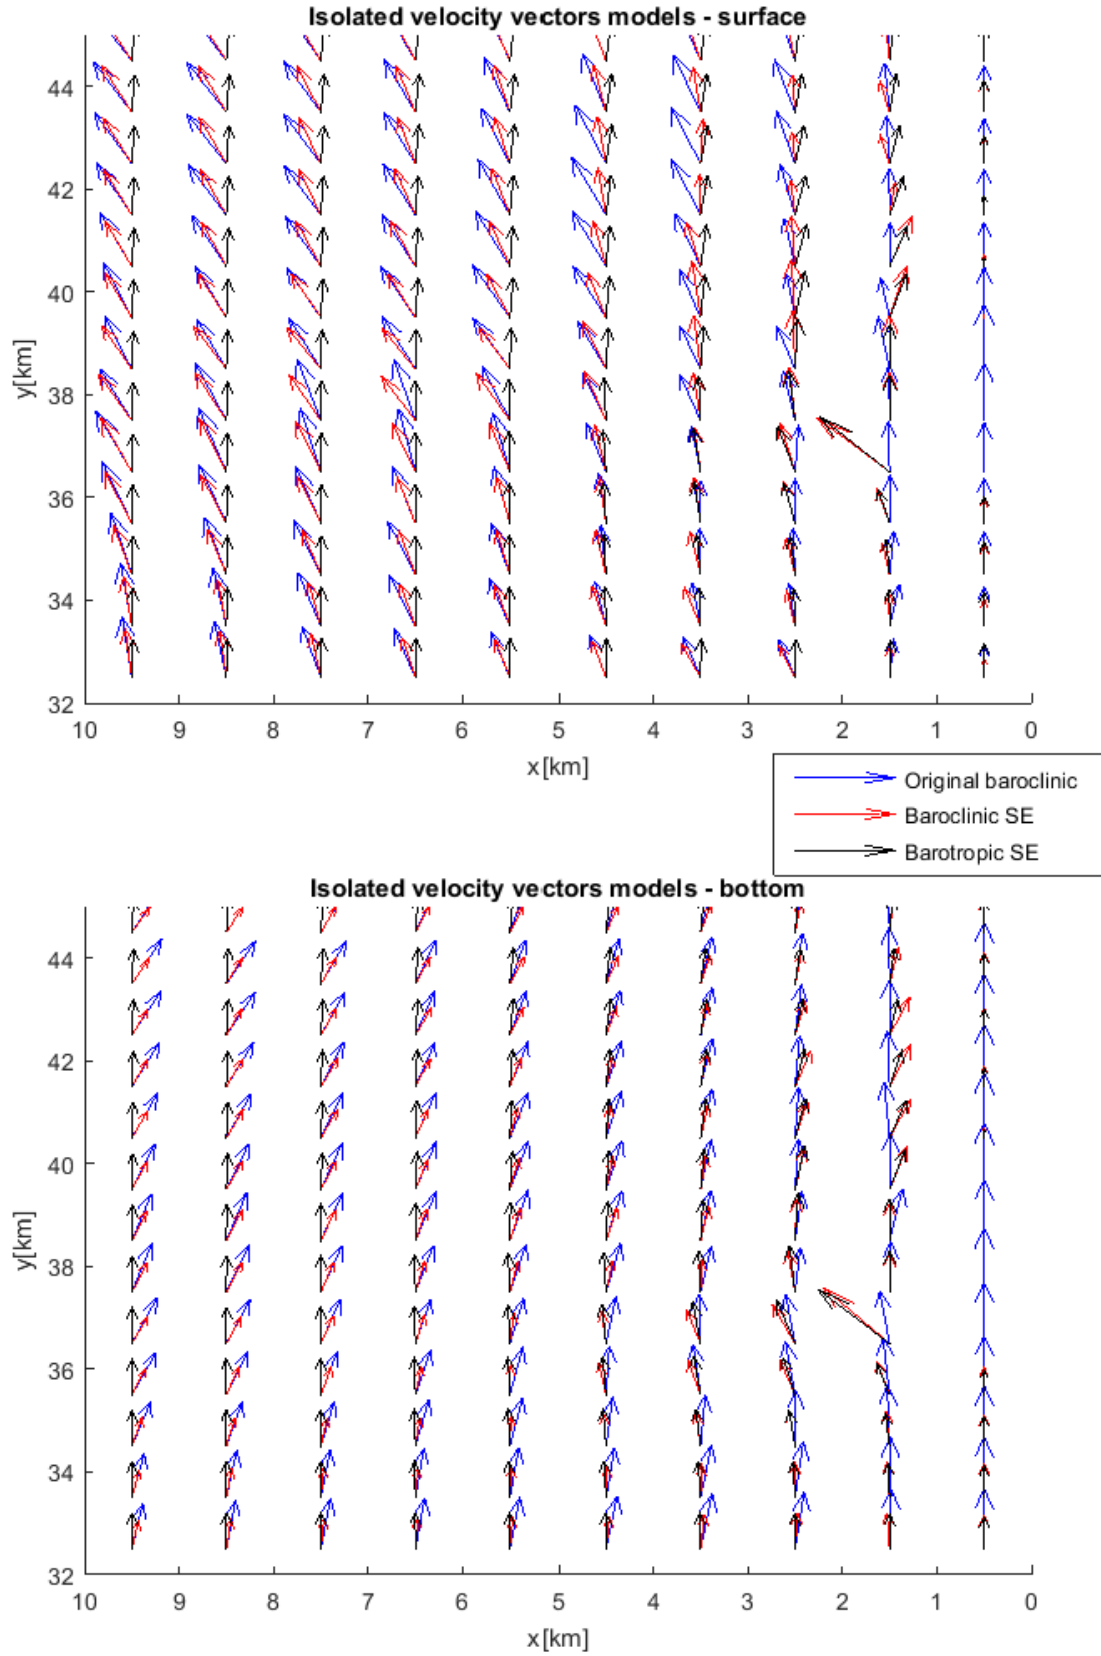 Isolated velocity vectors models - surface
44
42
40
38
36
34
32
y[km]
10 9 8 7 6 5 4 3 2 1 0
x[km]
Original baroclinic
Baroclinic SE
Barotropic SE
Isolated velocity vectors models - bottom
44
42
40
38
36
34
32
y[km]
10 9 8 7 6 5 4 3 2 1 0
x[km]